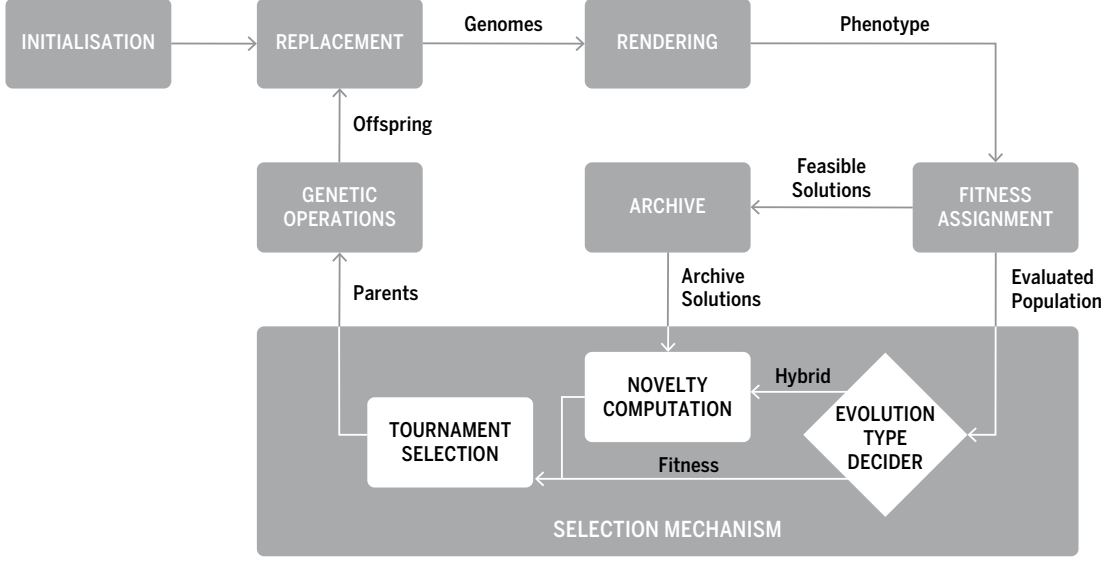 INITIALISATION
REPLACEMENT
Genomes
RENDERING
Phenotype
Offspring
GENETIC
OPERATIONS
ARCHIVE
Feasible
Solutions
FITNESS
ASSIGNMENT
Parents
Archive
Solutions
Evaluated
Population
NOVELTY
COMPUTATION
Hybrid
EVOLUTION
TYPE
DECIDER
TOURNAMENT
SELECTION
Fitness
SELECTION MECHANISM